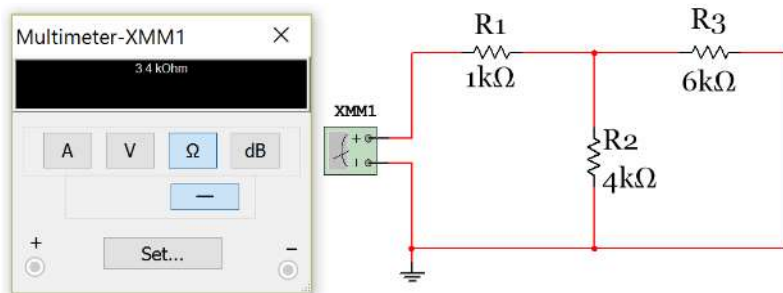 Multimeter-XMM1 ×
3.4 kOhm
A V Ω dB
+ Set... −
XMM1
+
−
R1
1kΩ
R3
6kΩ
R2
4kΩ